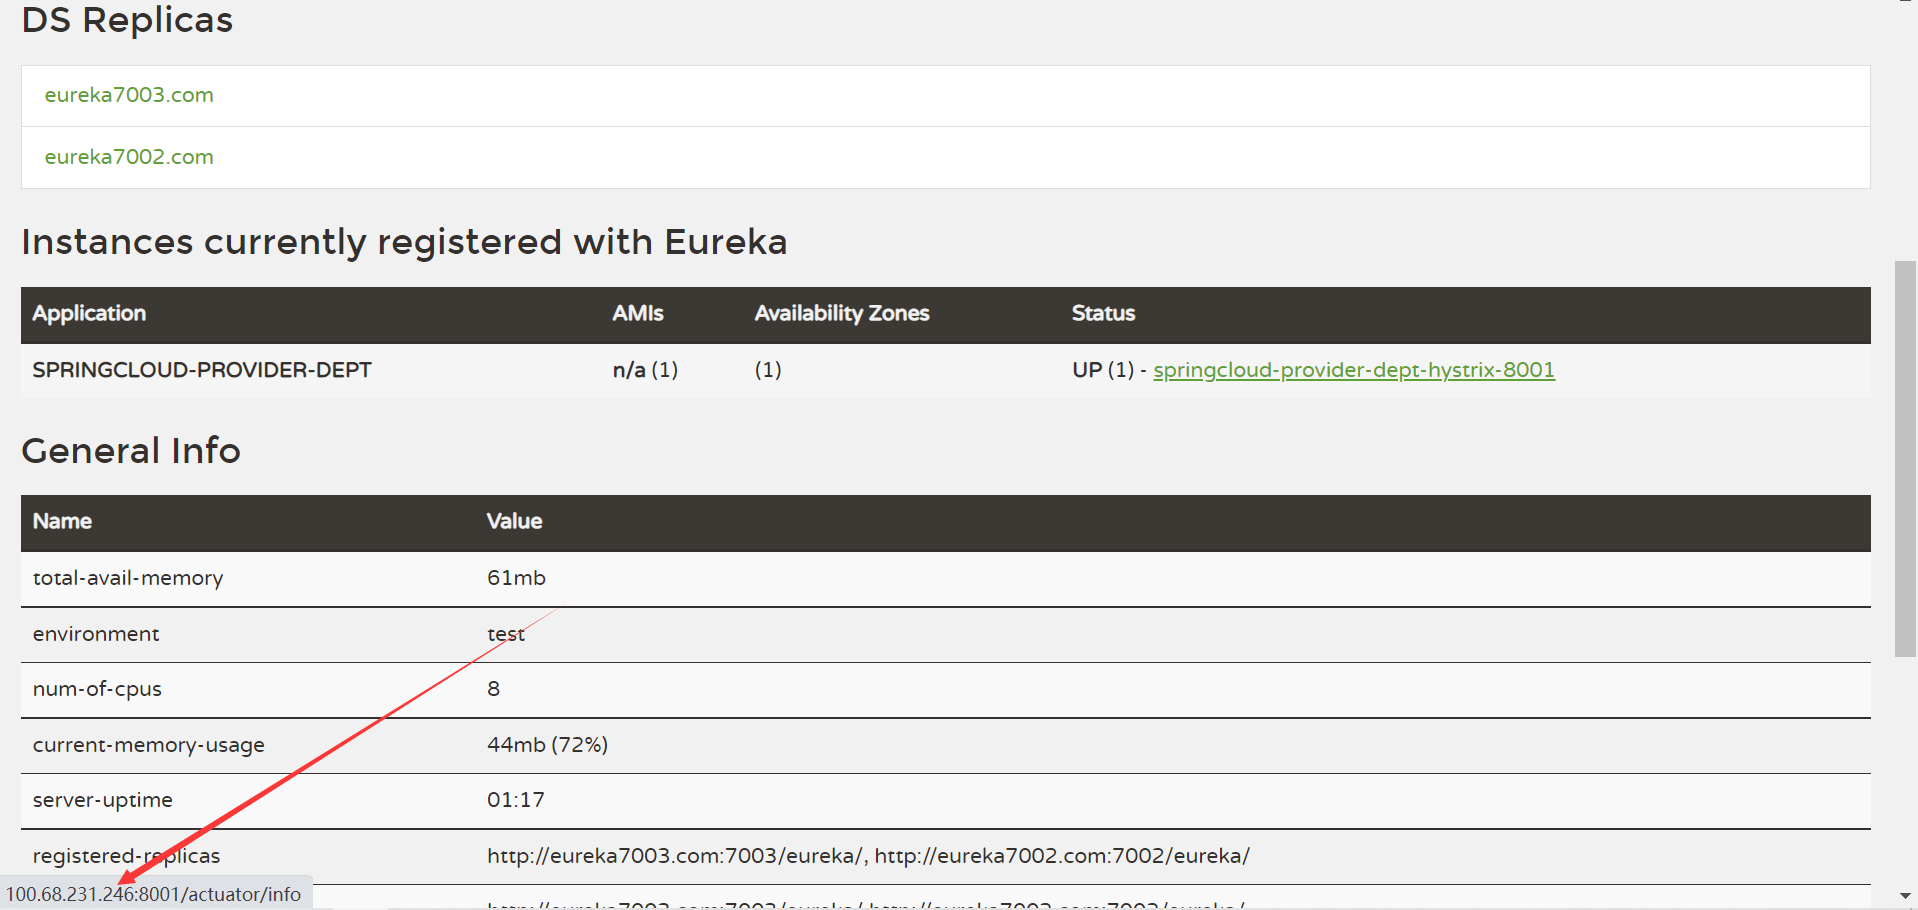 DS Replicas
eureka7003.com
eureka7002.com
Instances currently registered with Eureka
Application AMIs Availability Zones Status
SPRINGCLOUD-PROVIDER-DEPT n/a (1) (1) UP (1) - springcloud-provider-dept-hystrix-8001
General Info
Name Value
total-avail-memory 61mb
environment test
num-of-cpus 8
current-memory-usage 44mb (72%)
server-uptime 01:17
registered-replicas http://eureka7003.com:7003/eureka/, http://eureka7002.com:7002/eureka/
100.68.231.246:8001/actuator/info